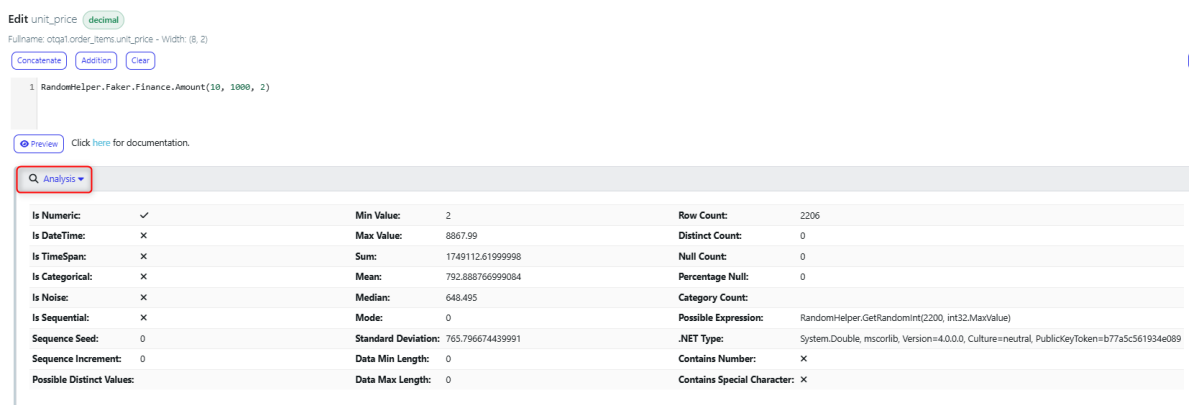 Edit unit_price decimal
Fullname: otqa1.order_items.unit_price - Width: (8, 2)
Concatenate Addition Clear
1 RandomHelper.Faker.Finance.Amount(10, 1000, 2)
Preview Click here for documentation.
Analysis
Is Numeric: ✓ Min Value: 2 Row Count: 2206
Is DateTime: ✕ Max Value: 8867.99 Distinct Count: 0
Is TimeSpan: ✕ Sum: 1749112.61999998 Null Count: 0
Is Categorical: ✕ Mean: 792.888766999084 Percentage Null: 0
Is Noise: ✕ Median: 648.495 Category Count:
Is Sequential: ✕ Mode: 0 Possible Expression: RandomHelper.GetRandomInt(2200, int32.MaxValue)
Sequence Seed: 0 Standard Deviation: 765.796674439991 .NET Type: System.Double, mscorlib, Version=4.0.0.0, Culture=neutral, PublicKeyToken=b77a5c561934e089
Sequence Increment: 0 Data Min Length: 0 Contains Number: ✕
Possible Distinct Values: Data Max Length: 0 Contains Special Character: ✕